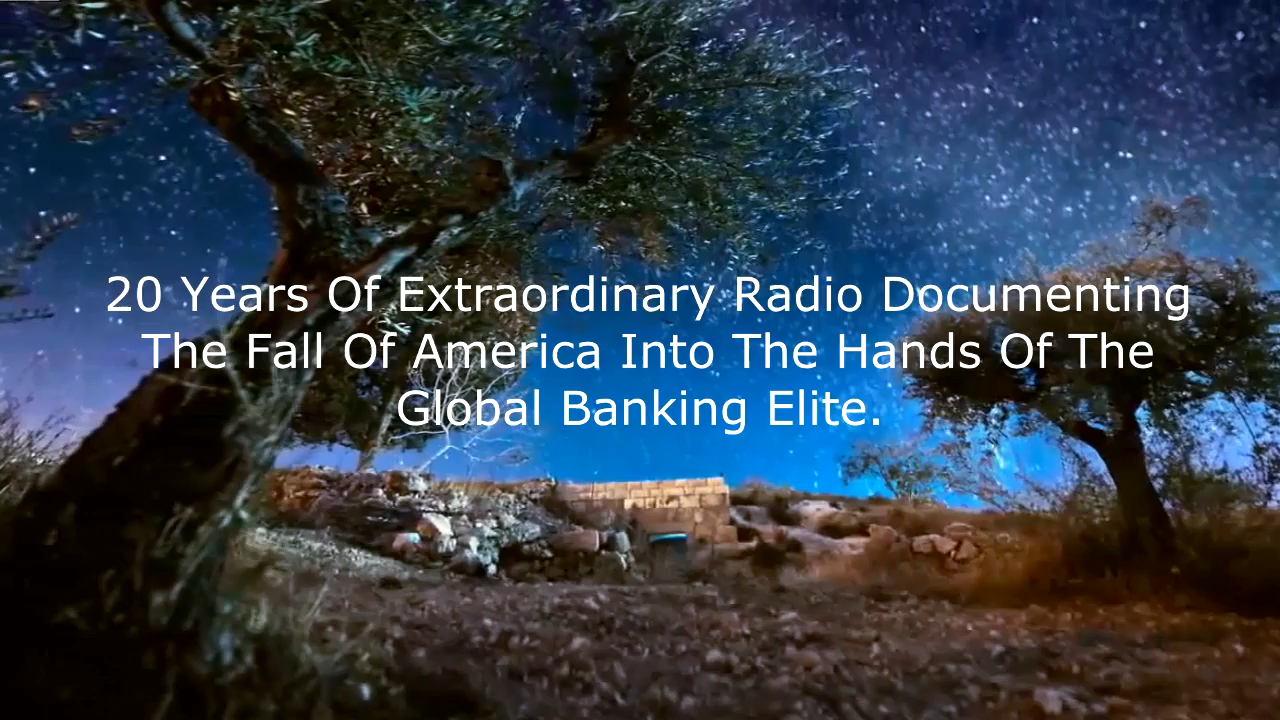 20 Years Of Extraordinary Radio Documenting
The Fall Of America Into The Hands Of The
Global Banking Elite.